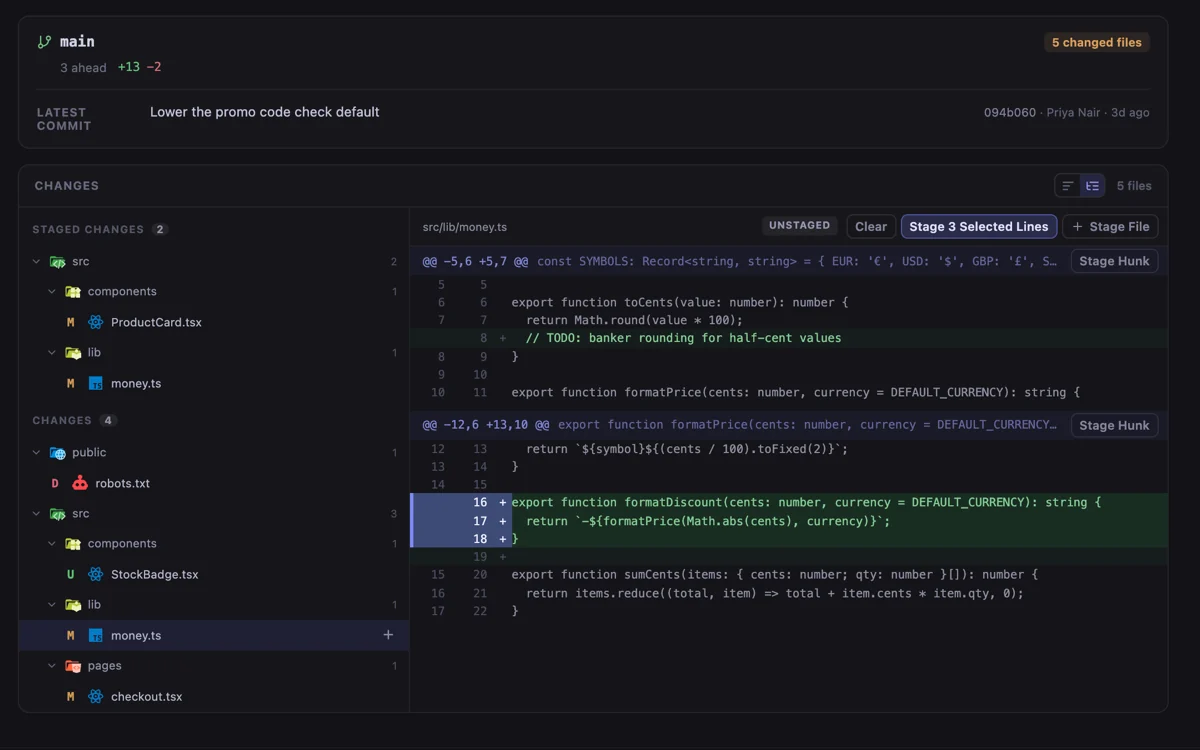 main
5 changed files
3 ahead +13 −2
LATEST COMMIT
Lower the promo code check default
094b060 · Priya Nair · 3d ago
CHANGES
5 files
STAGED CHANGES 2
src 2
components 1
M ProductCard.tsx
lib 1
M money.ts
CHANGES 4
public 1
D robots.txt
src 3
components 1
U StockBadge.tsx
lib 1
M money.ts +
pages 1
M checkout.tsx
src/lib/money.ts
UNSTAGED
Clear
Stage 3 Selected Lines
+ Stage File
@@ −5,6 +5,7 @@ const SYMBOLS: Record<string, string> = { EUR: '€', USD: '$', GBP: '£', S…
Stage Hunk
5 5
6 6 export function toCents(value: number): number {
7 7 return Math.round(value * 100);
8 + // TODO: banker rounding for half-cent values
8 9 }
9 10
10 11 export function formatPrice(cents: number, currency = DEFAULT_CURRENCY): string {
@@ −12,6 +13,10 @@ export function formatPrice(cents: number, currency = DEFAULT_CURRENCY…
Stage Hunk
12 13 return `${symbol}${(cents / 100).toFixed(2)}`;
13 14 }
14 15
16 + export function formatDiscount(cents: number, currency = DEFAULT_CURRENCY): string {
17 + return `-${formatPrice(Math.abs(cents), currency)}`;
18 + }
19 +
15 20 export function sumCents(items: { cents: number; qty: number }[]): number {
16 21 return items.reduce((total, item) => total + item.cents * item.qty, 0);
17 22 }